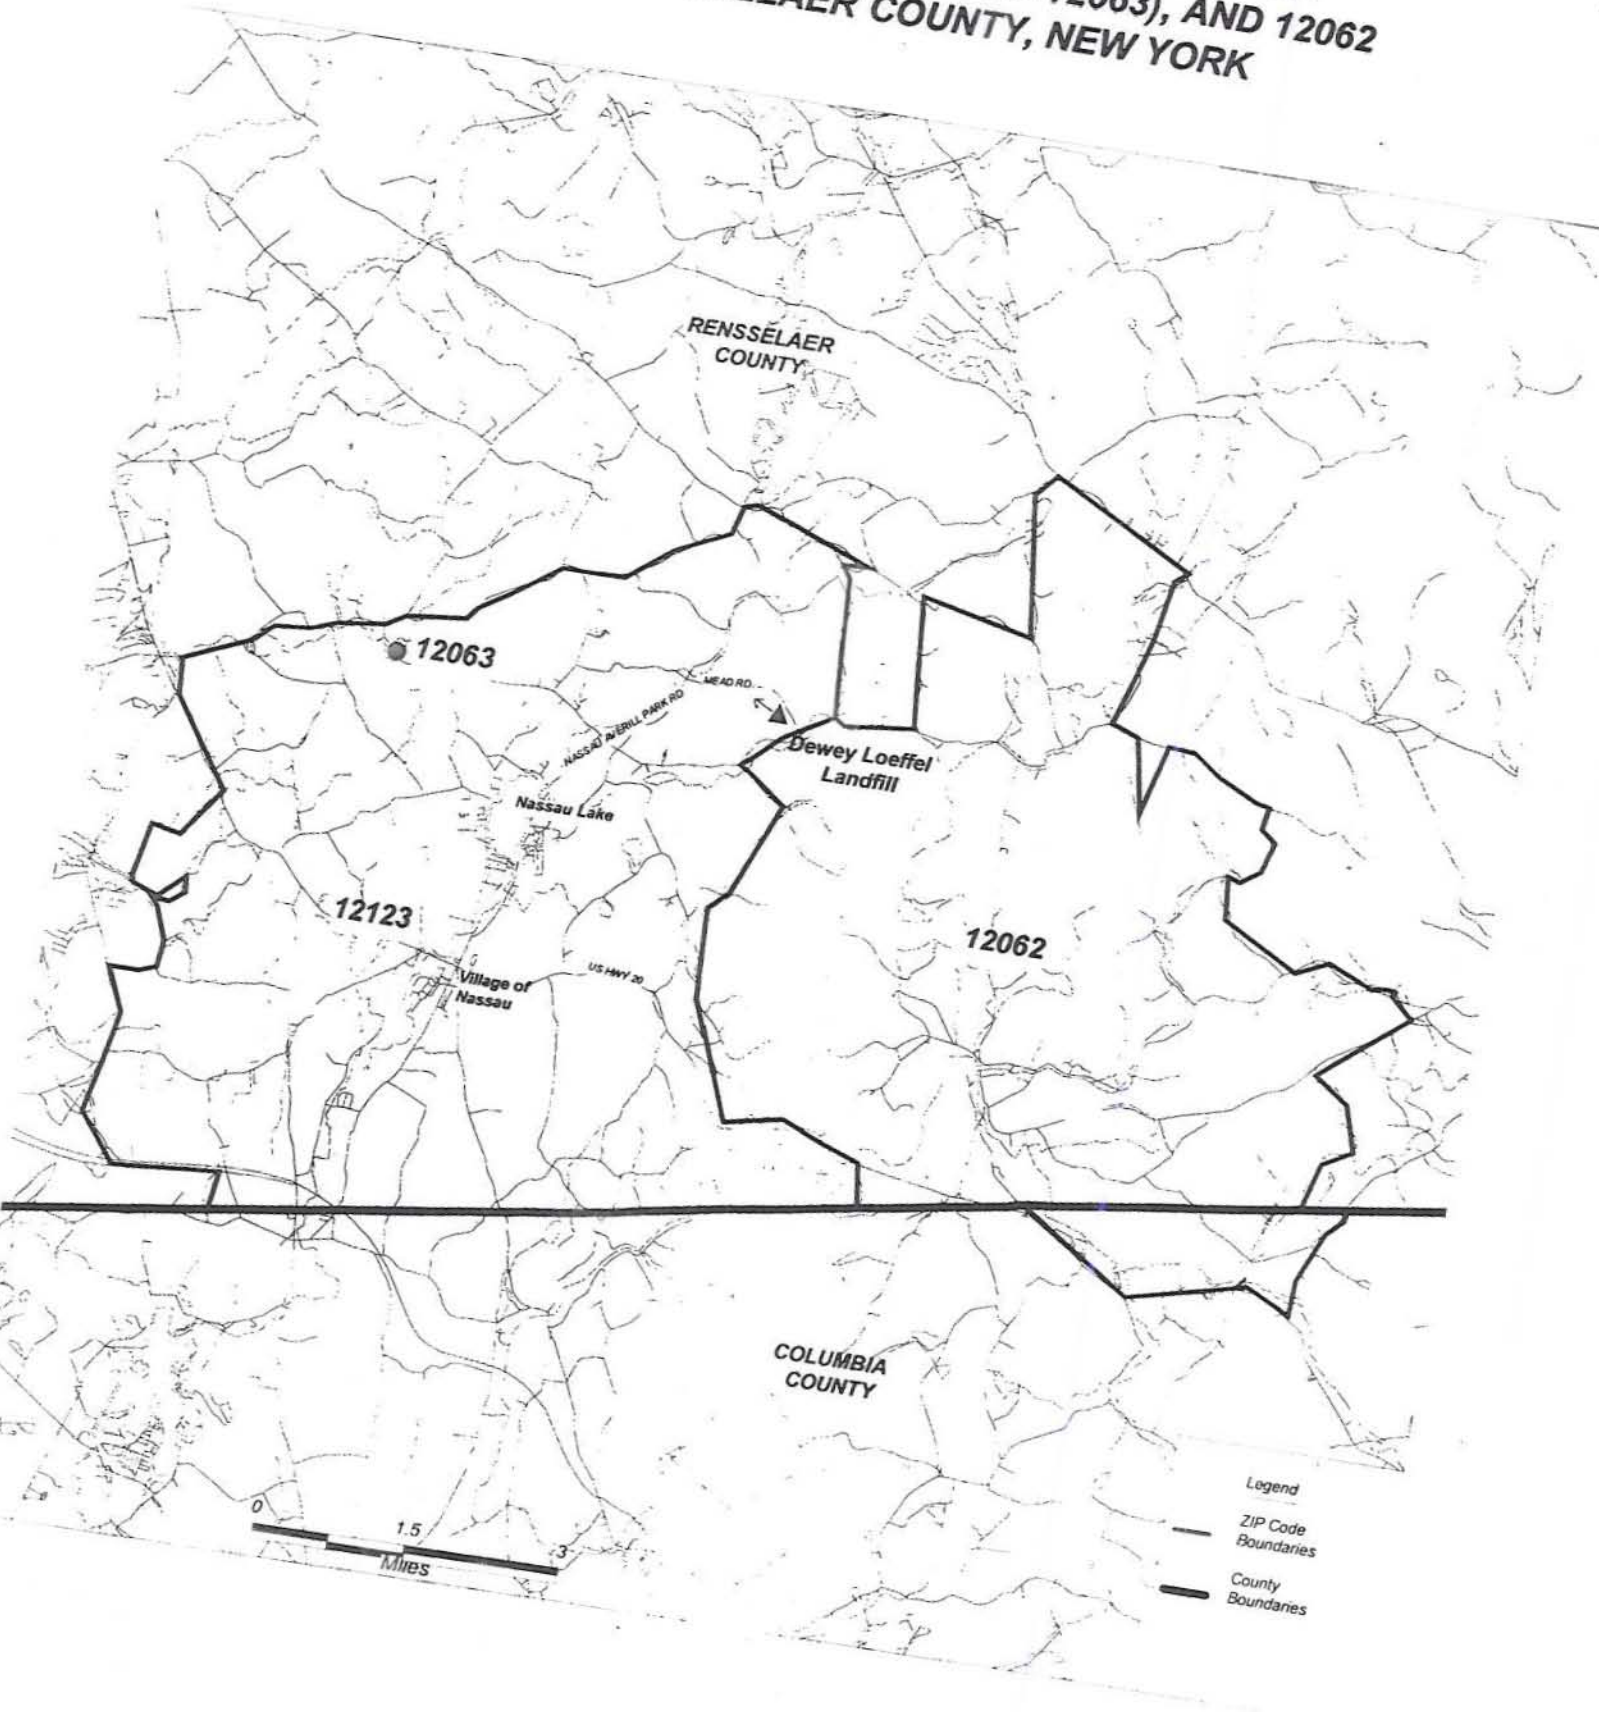 12063), AND 12062
COUNTY, NEW YORK
RENSSELAER
COUNTY
12063
MEAD RD
NASSAU AVERILL PARK RD
Dewey Loeffel
Landfill
Nassau Lake
12123
12062
Village of
Nassau
US HWY 20
COLUMBIA
COUNTY
0
1.5
3
Miles
Legend
ZIP Code
Boundaries
County
Boundaries